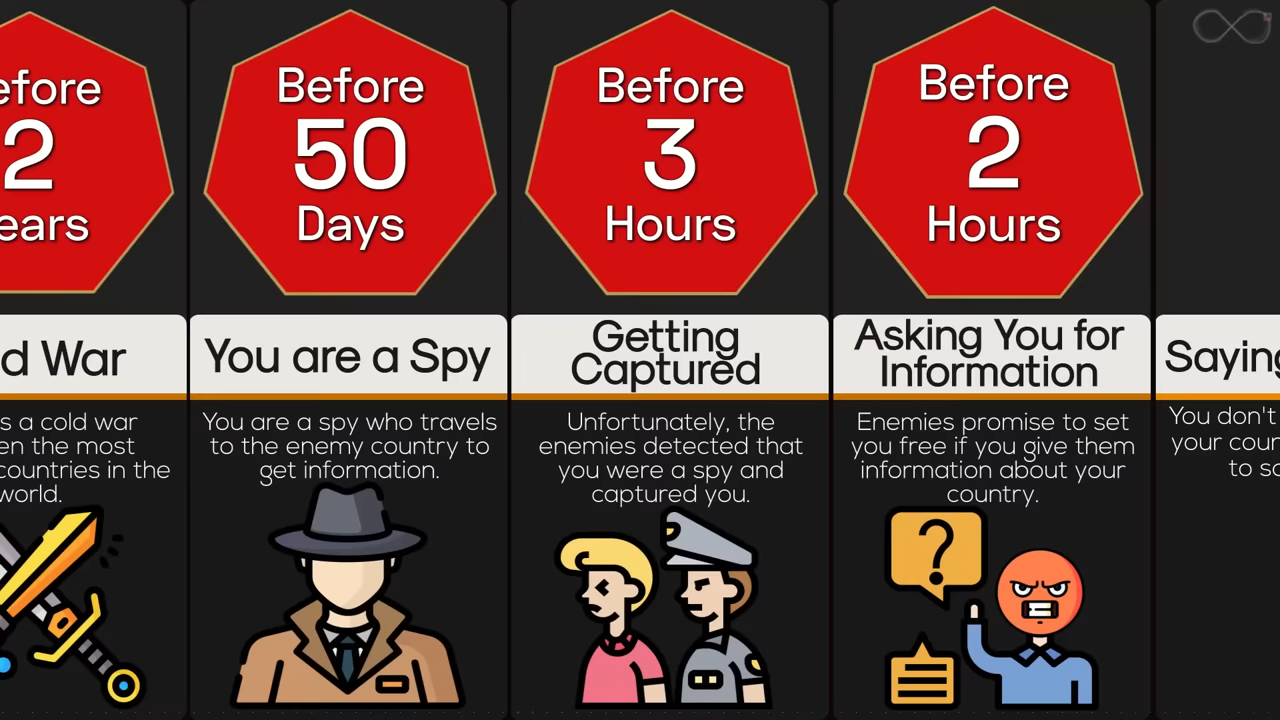 efore
2
ears
d War
s a cold war
en the most
countries in the
world.
Before
50
Days
You are a Spy
You are a spy who travels
to the enemy country to
get information.
Before
3
Hours
Getting
Captured
Unfortunately, the
enemies detected that
you were a spy and
captured you.
Before
2
Hours
Asking You for
Information
Enemies promise to set
you free if you give them
information about your
country.
Saying
You don't
your coun
to sa